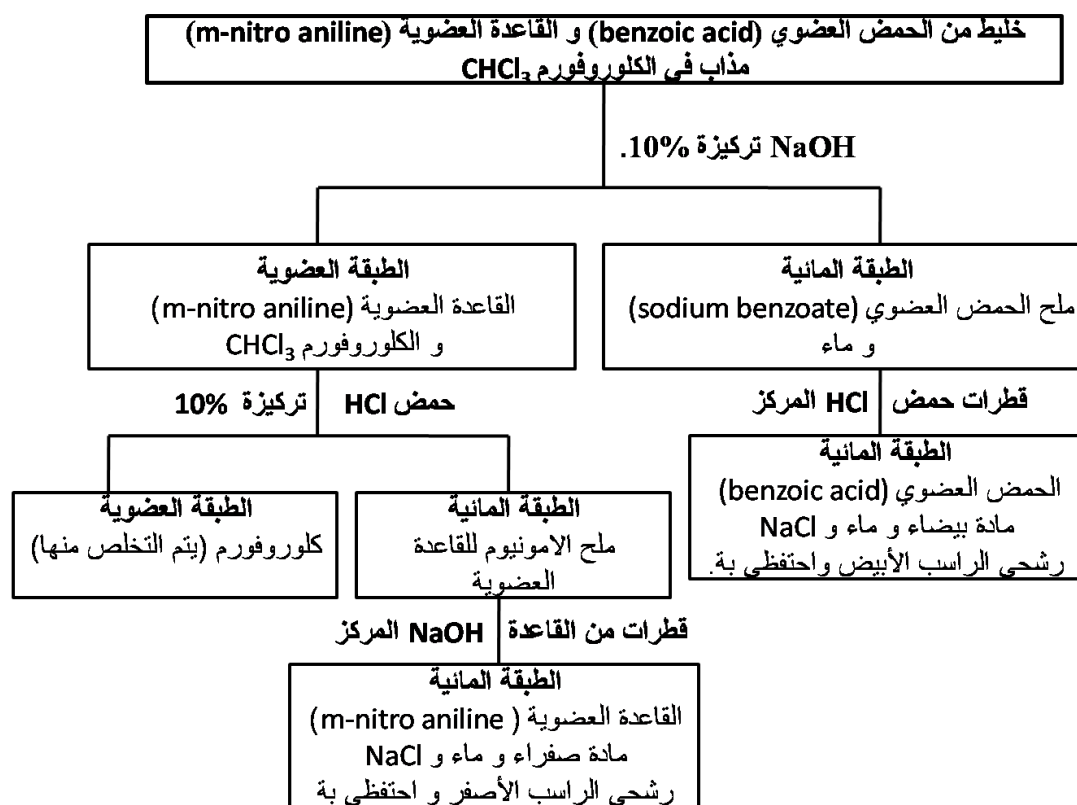 خليط من الحمض العضوي (benzoic acid) و القاعدة العضوية (m-nitro aniline)
مذاب في الكلوروفورم CHCl₃
NaOH تركيزة 10%.
الطبقة المائية
ملح الحمض العضوي (sodium benzoate)
و ماء
الطبقة العضوية
القاعدة العضوية (m-nitro aniline)
و الكلوروفورم CHCl₃
قطرات حمض HCl المركز
حمض HCl تركيزة 10%
الطبقة المائية
الحمض العضوي (benzoic acid)
مادة بيضاء و ماء و NaCl
رشحي الراسب الأبيض واحتفظي بة.
الطبقة المائية
ملح الامونيوم للقاعدة
العضوية
الطبقة العضوية
كلوروفورم (يتم التخلص منها)
قطرات من القاعدة NaOH المركز
الطبقة المائية
القاعدة العضوية ( m-nitro aniline)
مادة صفراء و ماء و NaCl
رشحي الراسب الأصفر و احتفظي بة